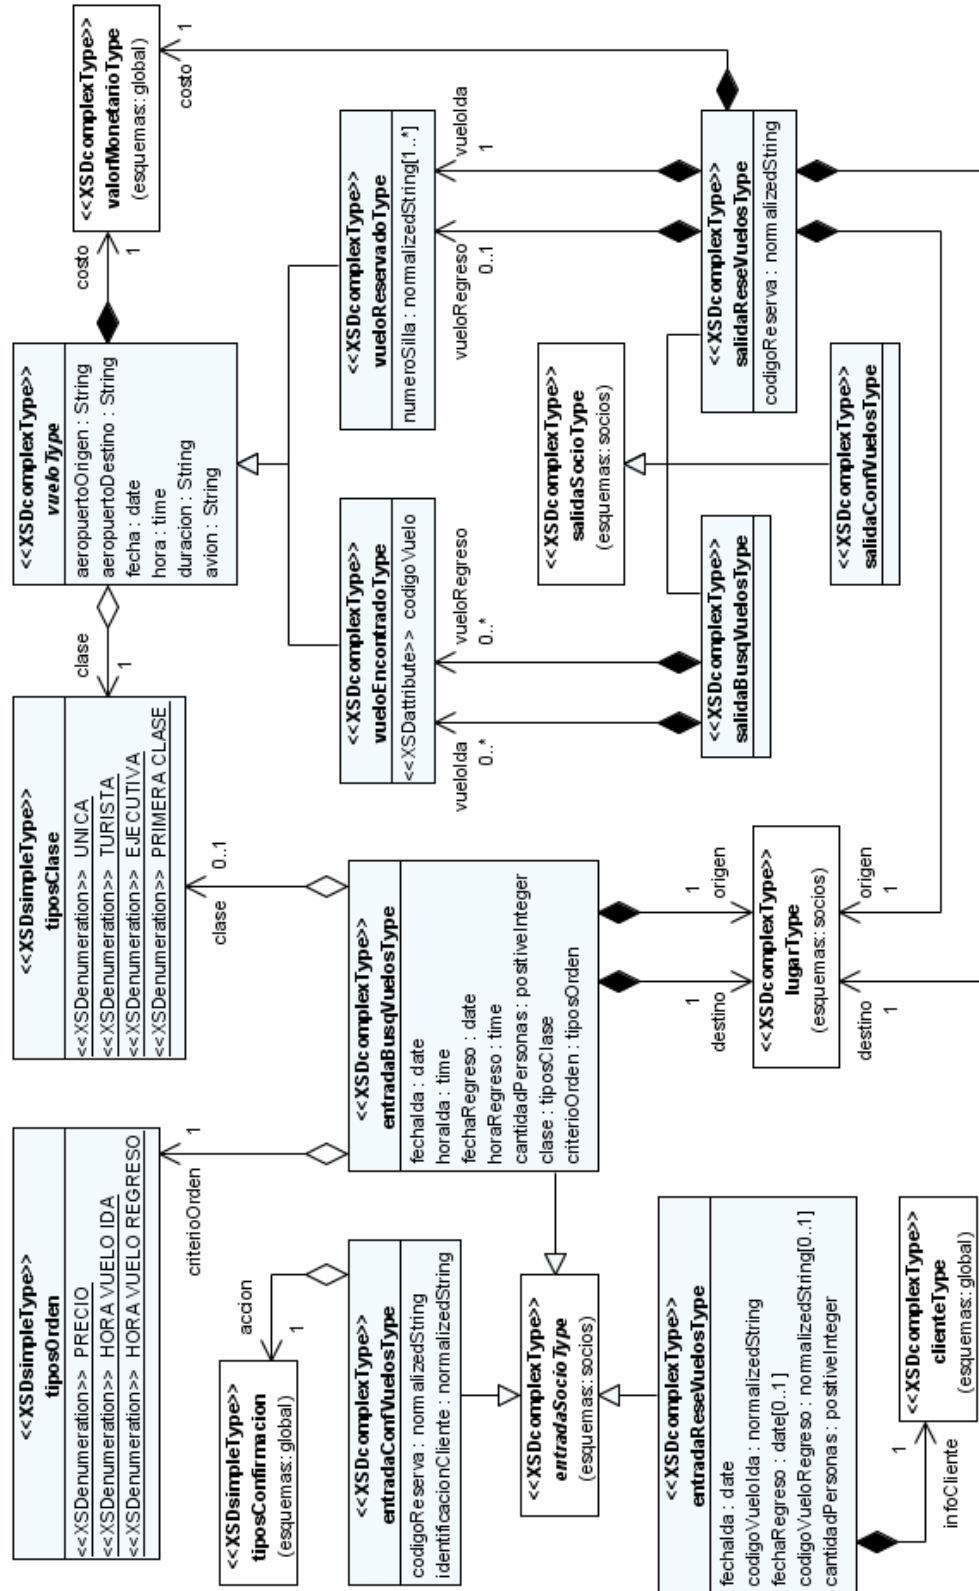 <<XSDsimpleType>>
tiposOrden
<<XSDenumeration>> PRECIO
<<XSDnumeration>> HORA VUELO IDA
<<XSDnumeration>> HORA VUELO REGRESO
<<XSDsimpleType>>
tiposClase
<<XSDenumeration>> UNICA
<<XSDenumeration>> TURISTA
<<XSDenumeration>> EJECUTIVA
<<XSDenumeration>> PRIMERA CLASE
<<XSDcomplexType>>
vueloType
aeropuertoOrigen : String
aeropuertoDestino : String
fecha : date
hora : time
duracion : String
avion : String
<<XSDcomplexType>>
valorMonetarioType
(esquemas::global)
clase
1
costo
1
costo
1
criterioOrden
1
clase
0..1
<<XSDsimpleType>>
tiposConfirmacion
(esquemas::global)
accion
1
<<XSDcomplexType>>
entradaConfVuelosType
codigoReserva : normalizedString
identificacionCliente : normalizedString
<<XSDcomplexType>>
entradaBusqVuelosType
fechaIda : date
horaIda : time
fechaRegreso : date
horaRegreso : time
cantidadPersonas : positiveInteger
clase : tiposClase
criterioOrden : tiposOrden
<<XSDcomplexType>>
vueloEncontradoType
<<XSDattribute>> codigoVuelo
<<XSDcomplexType>>
vueloReservadoType
numeroSilla : normalizedString[1..*]
vueloIda
0..*
vueloRegreso
0..*
vueloRegreso
0..1
vueloIda
1
<<XSDcomplexType>>
entradaSocioType
(esquemas::socios)
<<XSDcomplexType>>
salidaSocioType
(esquemas::socios)
<<XSDcomplexType>>
salidaBusqVuelosType
<<XSDcomplexType>>
salidaReseVuelosType
codigoReserva : normalizedString
<<XSDcomplexType>>
salidaConfVuelosType
1
destino
1
origen
<<XSDcomplexType>>
lugarType
(esquemas::socios)
destino
1
origen
1
<<XSDcomplexType>>
entradaReseVuelosType
fechaIda : date
codigoVueloIda : normalizedString
fechaRegreso : date[0..1]
codigoVueloRegreso : normalizedString[0..1]
cantidadPersonas : positiveInteger
<<XSDcomplexType>>
clienteType
(esquemas::global)
1
infoCliente